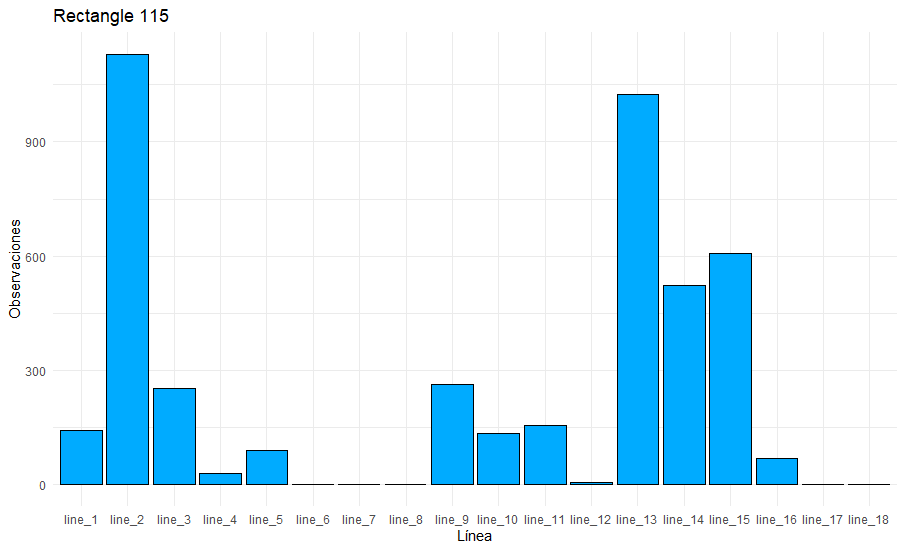 Rectangle 115
Observaciones
900
600
300
0
line_1 line_2 line_3 line_4 line_5 line_6 line_7 line_8 line_9 line_10 line_11 line_12 line_13 line_14 line_15 line_16 line_17 line_18
Línea